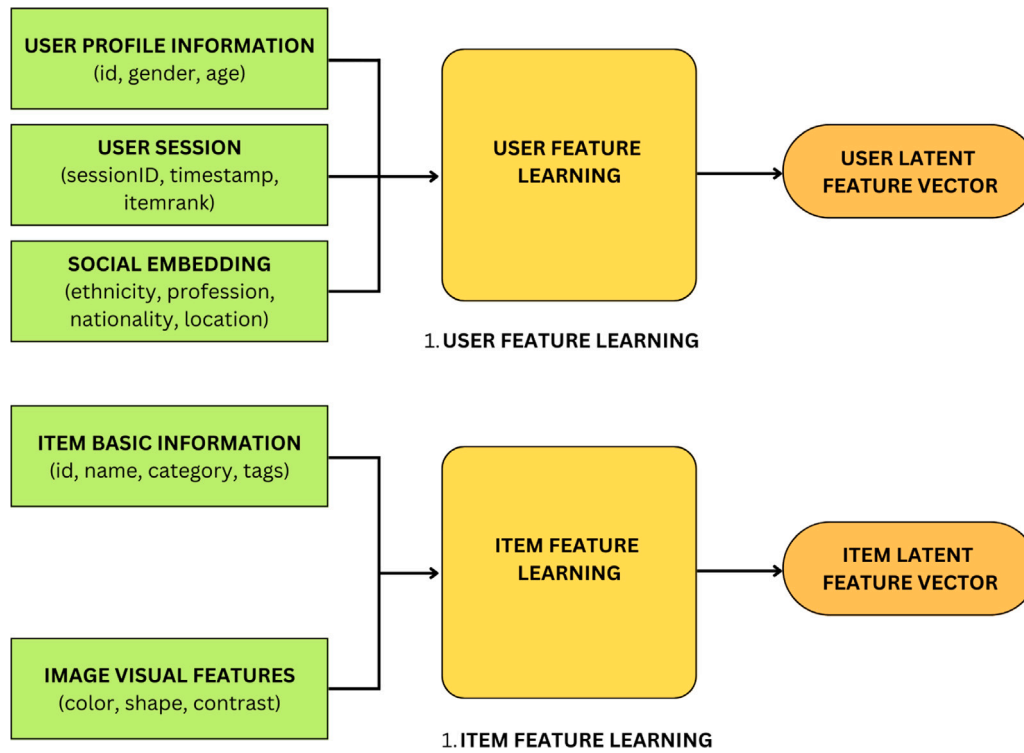 USER PROFILE INFORMATION
(id, gender, age)
USER SESSION
(sessionID, timestamp,
itemrank)
SOCIAL EMBEDDING
(ethnicity, profession,
nationality, location)
USER FEATURE
LEARNING
USER LATENT
FEATURE VECTOR
1. USER FEATURE LEARNING
ITEM BASIC INFORMATION
(id, name, category, tags)
IMAGE VISUAL FEATURES
(color, shape, contrast)
ITEM FEATURE
LEARNING
ITEM LATENT
FEATURE VECTOR
1. ITEM FEATURE LEARNING